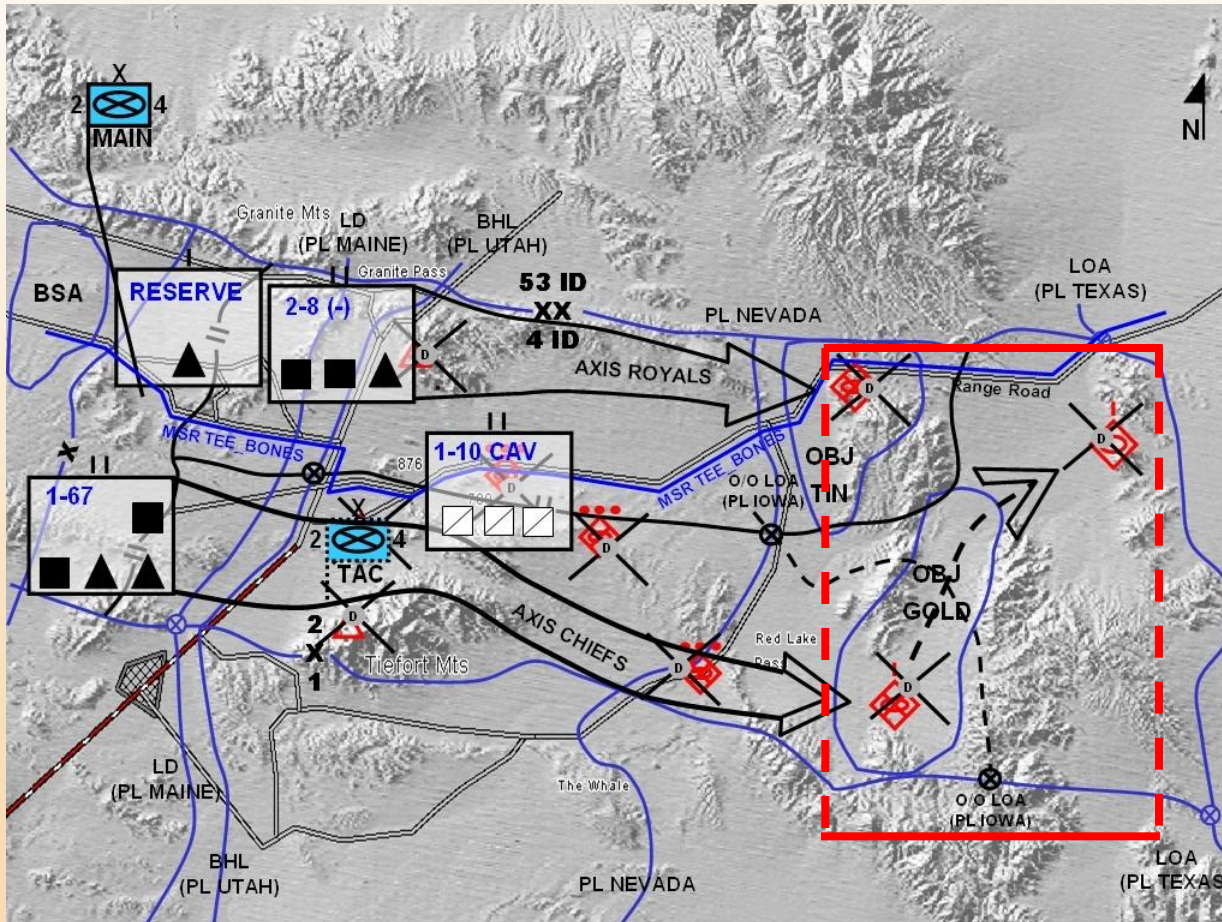 X
2 4
MAIN
N
Granite Mts
LD
(PL MAINE)
BHL
(PL UTAH)
Granite Pass
53 ID
XX
4 ID
PL NEVADA
LOA
(PL TEXAS)
BSA
I
RESERVE
II
2-8 (-)
D
AXIS ROYALS
D
Range Road
D
MSR TEE_BONES
X
II
1-67
876
II
1-10 CAV
D
MSR TEE_BONES
O/O LOA
(PL IOWA)
OBJ
TIN
X
2 4
TAC
D
OBJ
GOLD
D
2
X
1
Tiefort Mts
AXIS CHIEFS
D
Red Lake
Pass
D
LD
(PL MAINE)
The Whale
O/O LOA
(PL IOWA)
BHL
(PL UTAH)
PL NEVADA
LOA
(PL TEXAS)